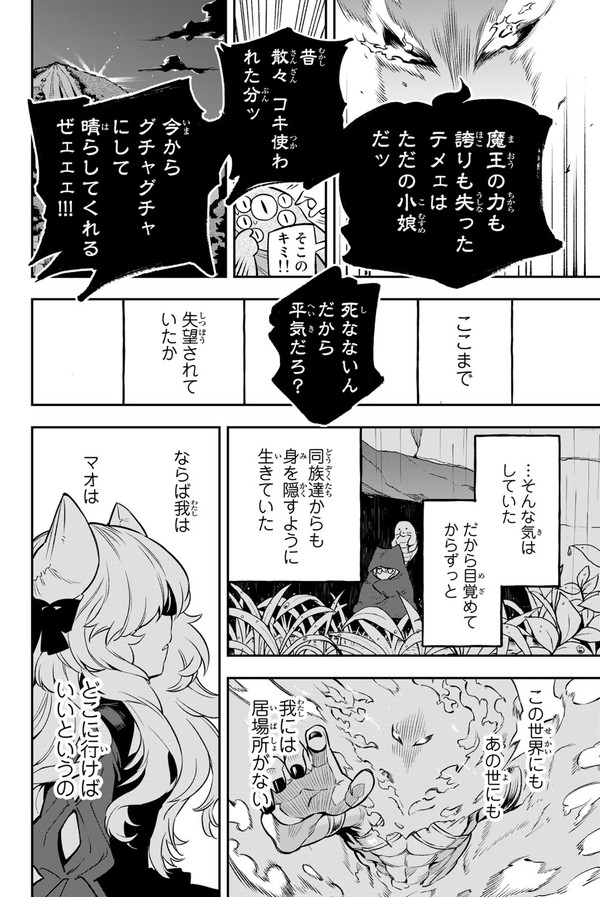 魔王の力も
誇りも失った
テメェは
ただの小娘
だッ
昔
散々コキ使わ
れた分ッ
そこの
キミ!!
今から
グチャグチャ
にして
晴らしてくれる
ぜェェェ!!!
ここまで
死なないん
だから
平気だろ?
失望されて
いたか
…そんな気は
していた
だから目覚めて
からずっと
同族達からも
身を隠すように
生きていた
この世界にも
あの世にも
我には
居場所がない
ならば我は
マオは
どこに行けば
いいというの